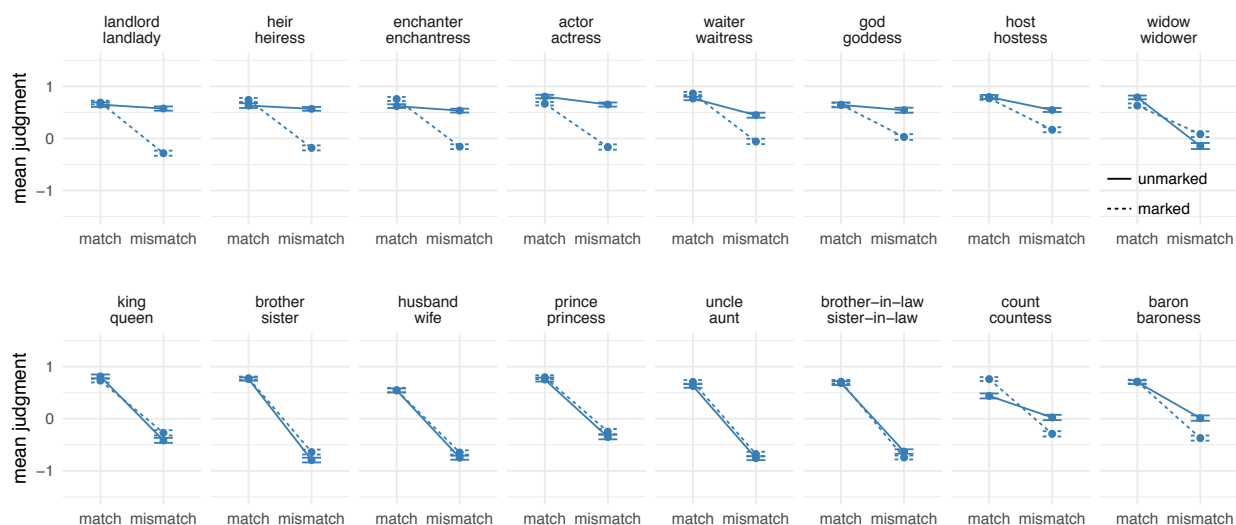 landlord heir enchanter actor waiter god host widow
landlady heiress enchantress actress waitress goddess hostess widower
1
0
−1
mean judgment
unmarked
marked
match mismatch match mismatch match mismatch match mismatch match mismatch match mismatch match mismatch match mismatch
king brother husband prince uncle brother−in−law count baron
queen sister wife princess aunt sister−in−law countess baroness
1
0
−1
mean judgment
match mismatch match mismatch match mismatch match mismatch match mismatch match mismatch match mismatch match mismatch